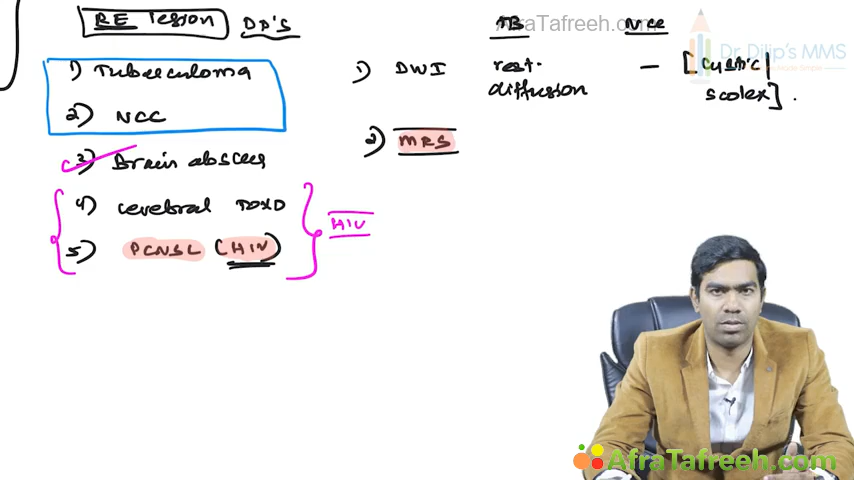 RE lesion DD's
1) Tuberculoma
2) NCC
3) Brain abscess
4) cerebral TOXO
5) PCNSL (HIV)
HIV
TB NCC
1) DWI rest. diffusion — [cystic| scolex].
2) MRS
AfraTafreeh.com
Dr Dilip's MMS
AfraTafreeh.com